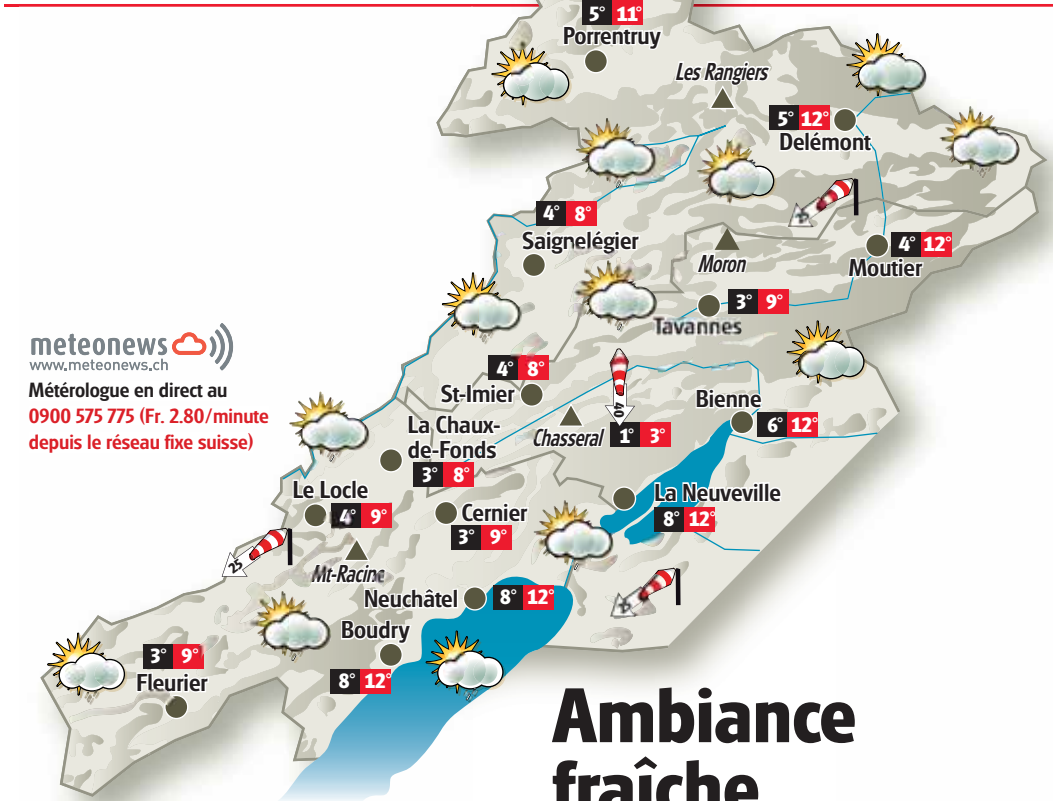 5° 11°
Porrentruy
Les Rangiers
5° 12°
Delémont
4° 8°
Saignelégier
Moron
4° 12°
Moutier
3° 9°
Tavannes
meteonews
www.meteonews.ch
Météorologue en direct au
0900 575 775 (Fr. 2.80/minute
depuis le réseau fixe suisse)
4° 8°
St-Imier
40
Chasseral
1° 3°
Bienne
6° 12°
La Chaux-
de-Fonds
3° 8°
Le Locle
4° 9°
Cernier
3° 9°
La Neuveville
8° 12°
25
Mt-Racine
Neuchâtel
8° 12°
Boudry
8° 12°
3° 9°
Fleurier
Ambiance
fraîche